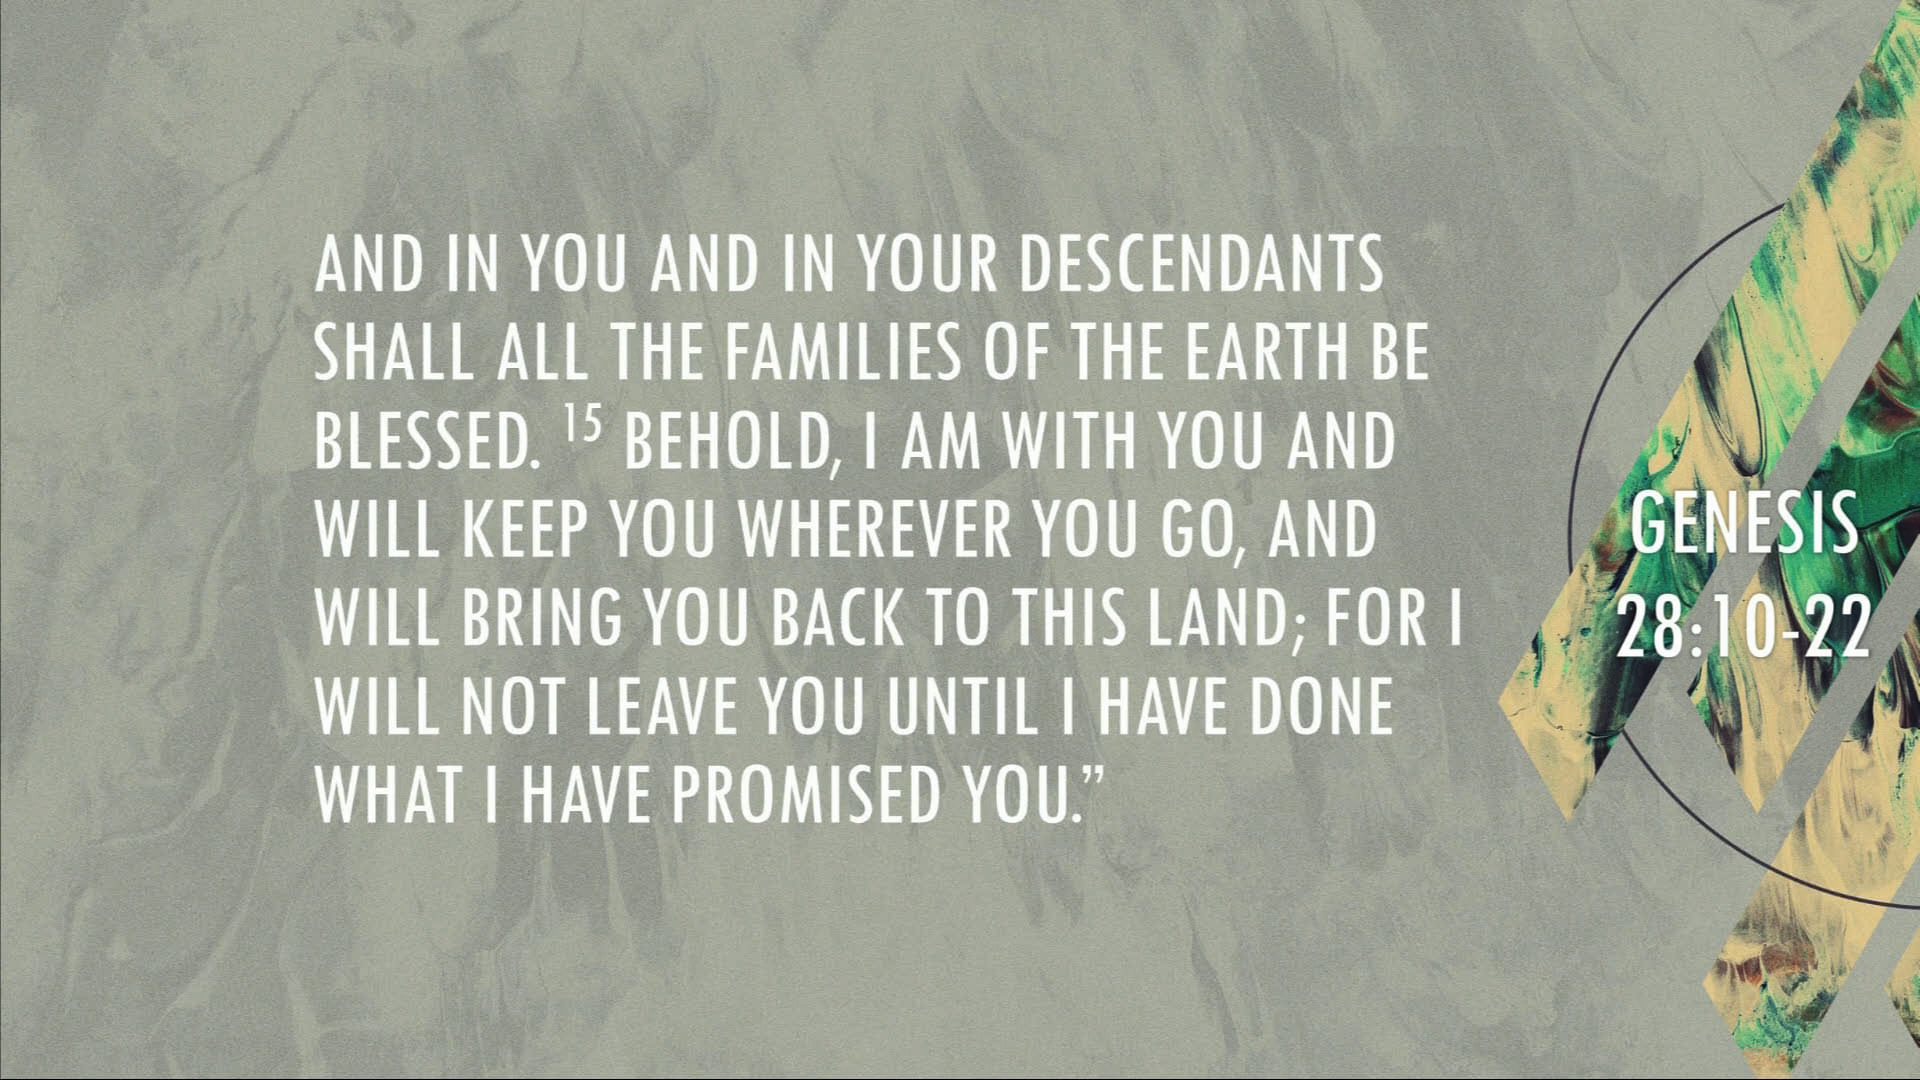 AND IN YOU AND IN YOUR DESCENDANTS
SHALL ALL THE FAMILIES OF THE EARTH BE
BLESSED. 15 BEHOLD, I AM WITH YOU AND
WILL KEEP YOU WHEREVER YOU GO, AND
WILL BRING YOU BACK TO THIS LAND; FOR I
WILL NOT LEAVE YOU UNTIL I HAVE DONE
WHAT I HAVE PROMISED YOU.”
GENESIS
28:10-22